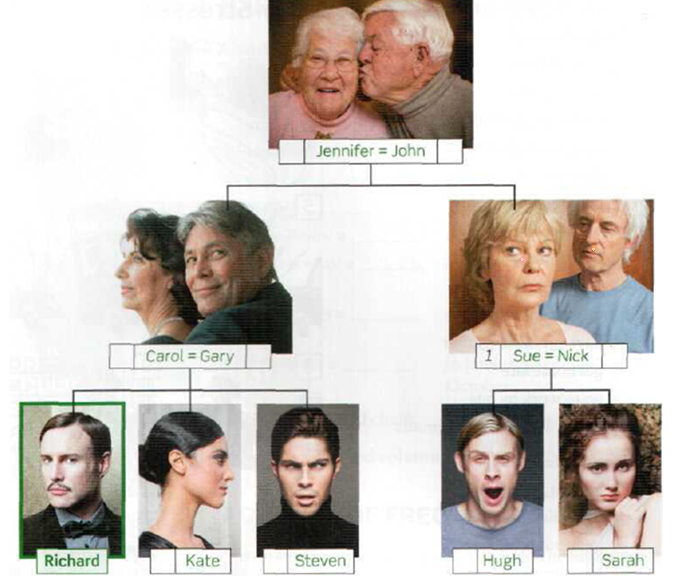 Jennifer = John
Carol = Gary
1 Sue = Nick
Richard
Kate
Steven
Hugh
Sarah